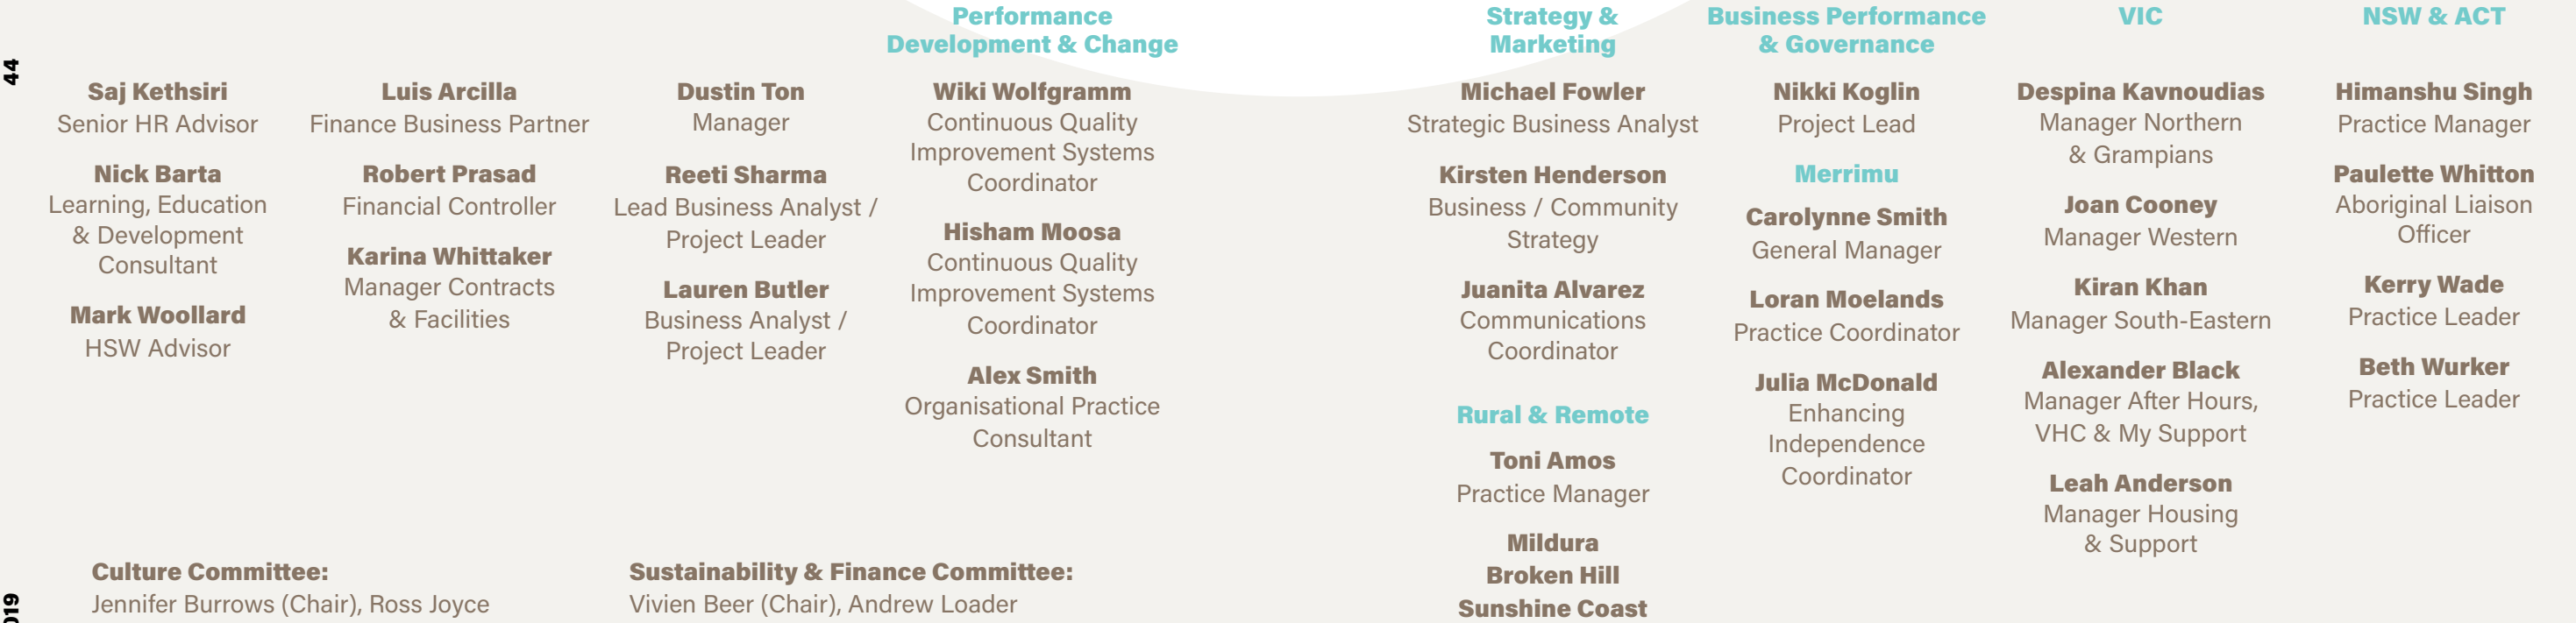 44
Saj Kethsiri
Senior HR Advisor
Nick Barta
Learning, Education
& Development
Consultant
Mark Woollard
HSW Advisor
Luis Arcilla
Finance Business Partner
Robert Prasad
Financial Controller
Karina Whittaker
Manager Contracts
& Facilities
Dustin Ton
Manager
Reeti Sharma
Lead Business Analyst /
Project Leader
Lauren Butler
Business Analyst /
Project Leader
Performance
Development & Change
Wiki Wolfgramm
Continuous Quality
Improvement Systems
Coordinator
Hisham Moosa
Continuous Quality
Improvement Systems
Coordinator
Alex Smith
Organisational Practice
Consultant
Strategy &
Marketing
Michael Fowler
Strategic Business Analyst
Kirsten Henderson
Business / Community
Strategy
Juanita Alvarez
Communications
Coordinator
Rural & Remote
Toni Amos
Practice Manager
Mildura
Broken Hill
Sunshine Coast
Business Performance
& Governance
Nikki Koglin
Project Lead
Merrimu
Carolynne Smith
General Manager
Loran Moelands
Practice Coordinator
Julia McDonald
Enhancing
Independence
Coordinator
VIC
Despina Kavnoudias
Manager Northern
& Grampians
Joan Cooney
Manager Western
Kiran Khan
Manager South-Eastern
Alexander Black
Manager After Hours,
VHC & My Support
Leah Anderson
Manager Housing
& Support
NSW & ACT
Himanshu Singh
Practice Manager
Paulette Whitton
Aboriginal Liaison
Officer
Kerry Wade
Practice Leader
Beth Wurker
Practice Leader
Culture Committee:
Jennifer Burrows (Chair), Ross Joyce
Sustainability & Finance Committee:
Vivien Beer (Chair), Andrew Loader